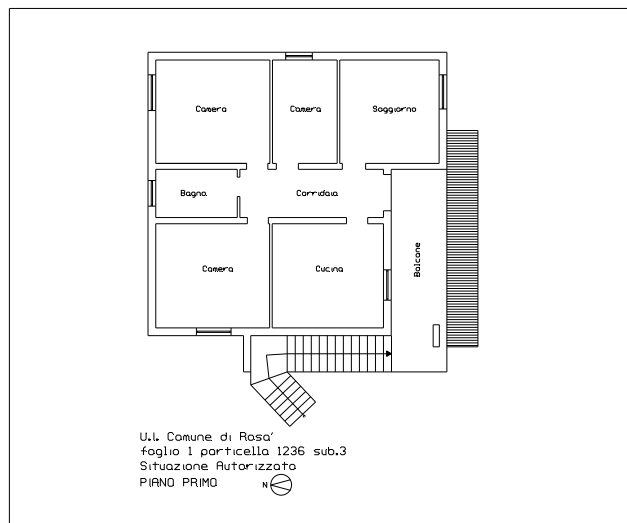 Camera
Camera
Soggiorno
Bagno
Corridoio
Camera
Cucina
Balcone
U.I. Comune di Rosa'
foglio 1 particella 1236 sub.3
Situazione Autorizzata
PIANO PRIMO
N